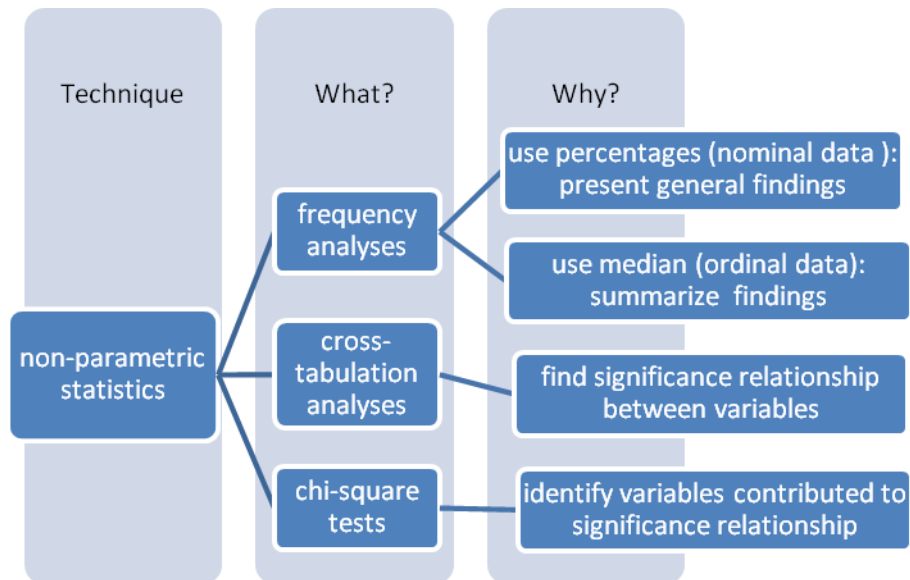 Technique
What?
Why?
non-parametric
statistics
frequency
analyses
cross-
tabulation
analyses
chi-square
tests
use percentages (nominal data ):
present general findings
use median (ordinal data):
summarize findings
find significance relationship
between variables
identify variables contributed to
significance relationship